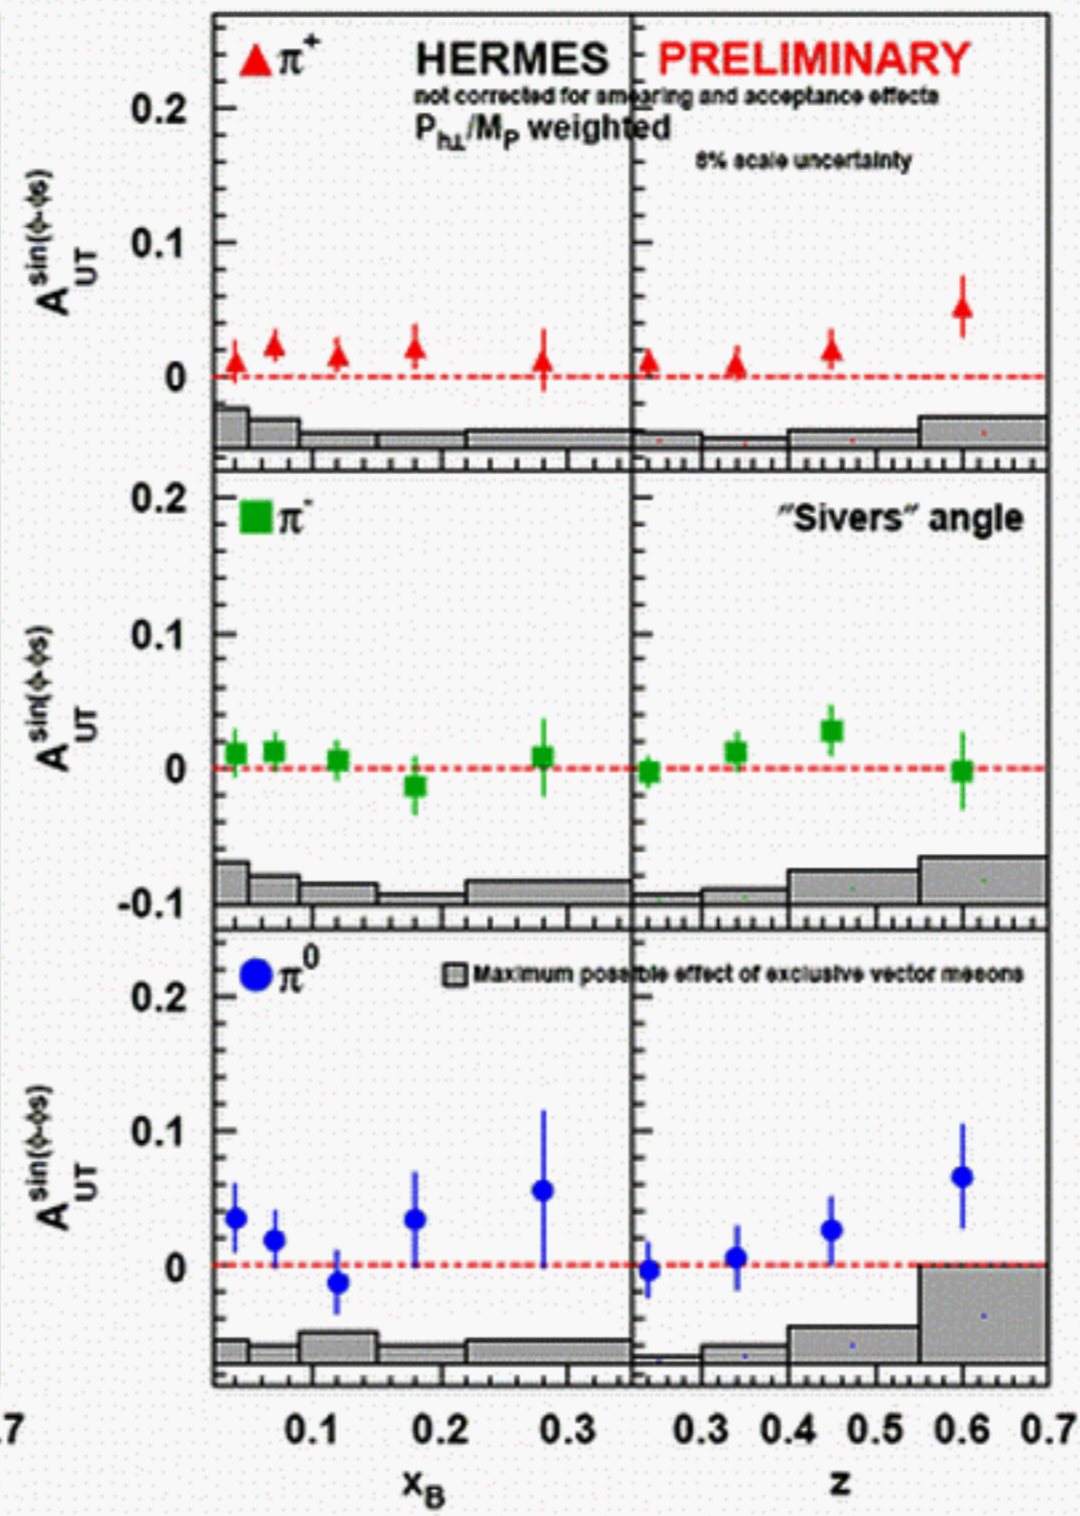 π+ HERMES PRELIMINARY
not corrected for smearing and acceptance effects
0.2
Ph⊥/MP weighted
8% scale uncertainty
A UT sin(ϕ-ϕs)
0.1
0
0.2
π- "Sivers" angle
A UT sin(ϕ-ϕs)
0.1
0
-0.1
π0 Maximum possible effect of exclusive vector mesons
0.2
A UT sin(ϕ-ϕs)
0.1
0
.7 0.1 0.2 0.3 0.3 0.4 0.5 0.6 0.7
xB z